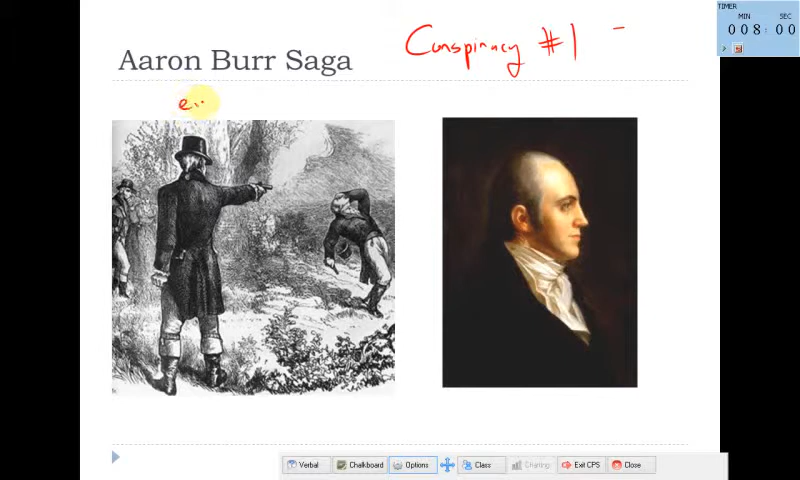 TIMER
MIN SEC
008:00
Conspiracy #1 -
Aaron Burr Saga
e..
Verbal Chalkboard Options Class Charting Exit CPS Close